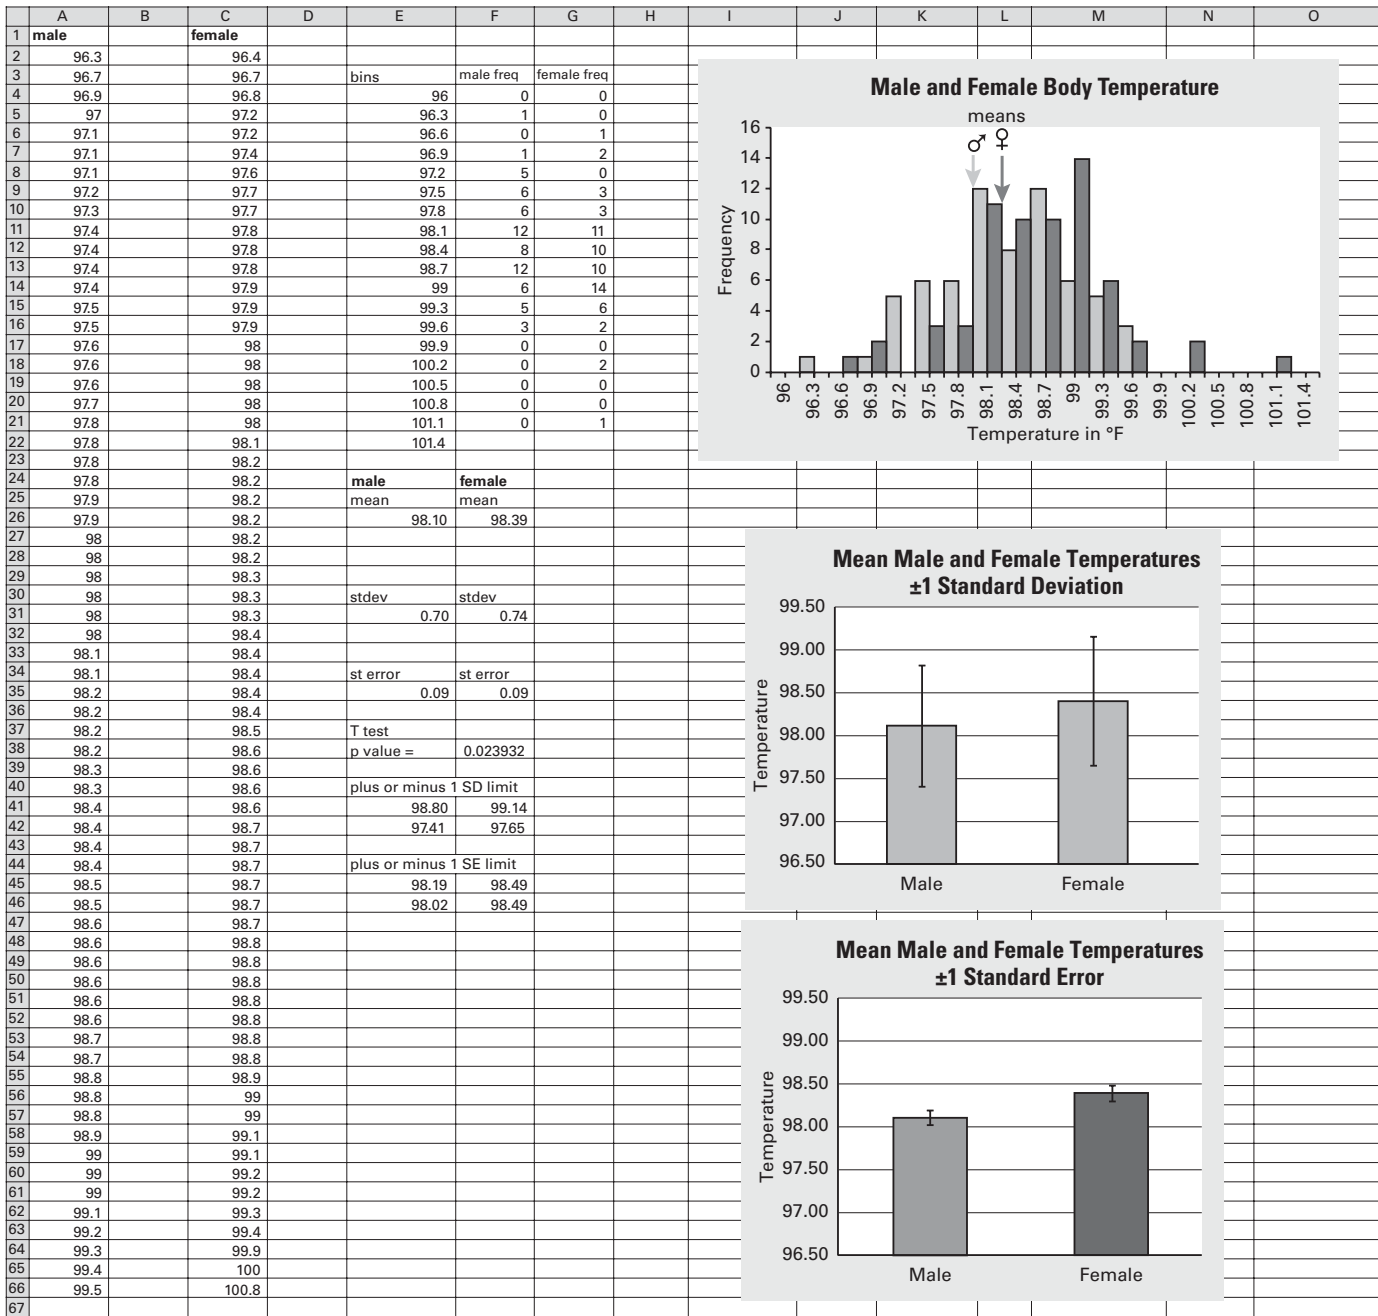 A B C D E F G H I J K L M N O
1 male female
2 96.3 96.4
3 96.7 96.7 bins male freq female freq
4 96.9 96.8 96 0 0
5 97 97.2 96.3 1 0
6 97.1 97.2 96.6 0 1
7 97.1 97.4 96.9 1 2
8 97.1 97.6 97.2 5 0
9 97.2 97.7 97.5 6 3
10 97.3 97.7 97.8 6 3
11 97.4 97.8 98.1 12 11
12 97.4 97.8 98.4 8 10
13 97.4 97.8 98.7 12 10
14 97.4 97.9 99 6 14
15 97.5 97.9 99.3 5 6
16 97.5 97.9 99.6 3 2
17 97.6 98 99.9 0 0
18 97.6 98 100.2 0 2
19 97.6 98 100.5 0 0
20 97.7 98 100.8 0 0
21 97.8 98 101.1 0 1
22 97.8 98.1 101.4
23 97.8 98.2
24 97.8 98.2 male female
25 97.9 98.2 mean mean
26 97.9 98.2 98.10 98.39
27 98 98.2
28 98 98.2
29 98 98.3
30 98 98.3 stdev stdev
31 98 98.3 0.70 0.74
32 98 98.4
33 98.1 98.4
34 98.1 98.4 st error st error
35 98.2 98.4 0.09 0.09
36 98.2 98.4
37 98.2 98.5 T test
38 98.2 98.6 p value = 0.023932
39 98.3 98.6
40 98.3 98.6 plus or minus 1 SD limit
41 98.4 98.6 98.80 99.14
42 98.4 98.7 97.41 97.65
43 98.4 98.7
44 98.4 98.7 plus or minus 1 SE limit
45 98.5 98.7 98.19 98.49
46 98.5 98.7 98.02 98.49
47 98.6 98.7
48 98.6 98.8
49 98.6 98.8
50 98.6 98.8
51 98.6 98.8
52 98.6 98.8
53 98.7 98.8
54 98.7 98.8
55 98.8 98.9
56 98.8 99
57 98.8 99
58 98.9 99.1
59 99 99.1
60 99 99.2
61 99 99.2
62 99.1 99.3
63 99.2 99.4
64 99.3 99.9
65 99.4 100
66 99.5 100.8
67
Male and Female Body Temperature
means
♂ ♀
Frequency
16
14
12
10
8
6
4
2
0
96 96.3 96.6 96.9 97.2 97.5 97.8 98.1 98.4 98.7 99 99.3 99.6 99.9 100.2 100.5 100.8 101.1 101.4
Temperature in °F
Mean Male and Female Temperatures
±1 Standard Deviation
Temperature
99.50
99.00
98.50
98.00
97.50
97.00
96.50
Male Female
Mean Male and Female Temperatures
±1 Standard Error
Temperature
99.50
99.00
98.50
98.00
97.50
97.00
96.50
Male Female